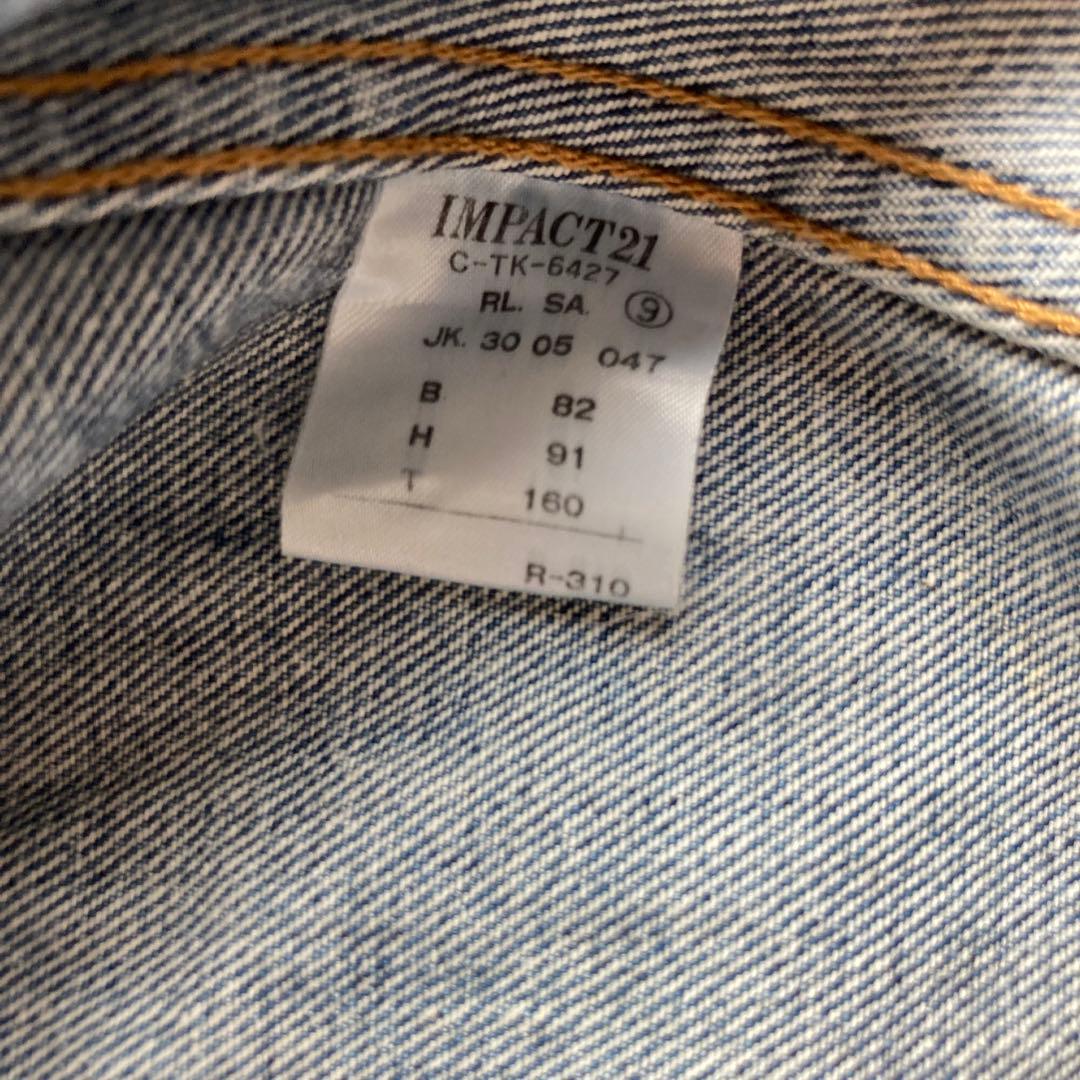 IMPACT21
C-TK-6427
RL. SA. ⑨
JK. 30 05 047
B 82
H 91
T 160
R-310